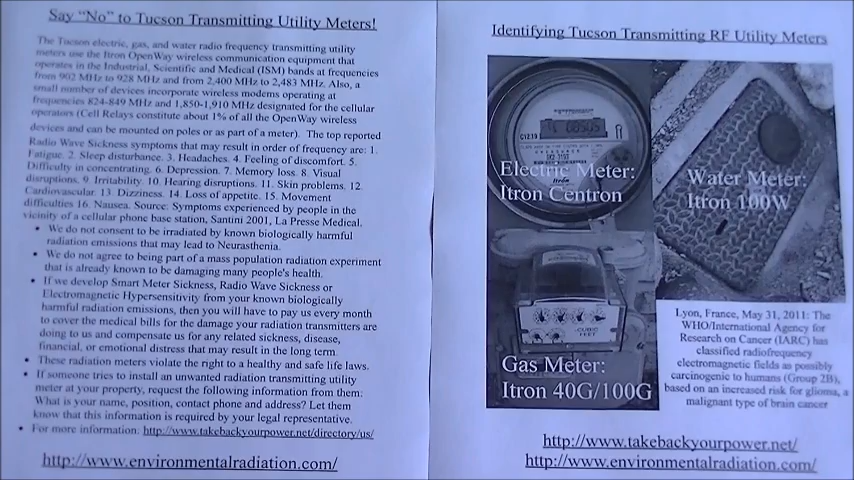 Say "No" to Tucson Transmitting Utility Meters!
The Tucson electric, gas, and water radio frequency transmitting utility
meters use the Itron OpenWay wireless communication equipment that
operates in the Industrial, Scientific and Medical (ISM) bands at frequencies
from 902 MHz to 928 MHz and from 2,400 MHz to 2,483 MHz. Also, a
small number of devices incorporate wireless modems operating at
frequencies 824-849 MHz and 1,850-1,910 MHz designated for the cellular
operators (Cell Relays constitute about 1% of all the OpenWay wireless
devices and can be mounted on poles or as part of a meter). The top reported
Radio Wave Sickness symptoms that may result in order of frequency are: 1.
Fatigue. 2. Sleep disturbance. 3. Headaches. 4. Feeling of discomfort. 5.
Difficulty in concentrating. 6. Depression. 7. Memory loss. 8. Visual
disruptions. 9. Irritability. 10. Hearing disruptions. 11. Skin problems. 12.
Cardiovascular. 13. Dizziness. 14. Loss of appetite. 15. Movement
difficulties 16. Nausea. Source: Symptoms experienced by people in the
vicinity of a cellular phone base station, Santini 2001, La Presse Medical.
• We do not consent to be irradiated by known biologically harmful
radiation emissions that may lead to Neurasthenia.
• We do not agree to being part of a mass population radiation experiment
that is already known to be damaging many people's health.
• If we develop Smart Meter Sickness, Radio Wave Sickness or
Electromagnetic Hypersensitivity from your known biologically
harmful radiation emissions, then you will have to pay us every month
to cover the medical bills for the damage your radiation transmitters are
doing to us and compensate us for any related sickness, disease,
financial, or emotional distress that may result in the long term.
• These radiation meters violate the right to a healthy and safe life laws.
• If someone tries to install an unwanted radiation transmitting utility
meter at your property, request the following information from them:
What is your name, position, contact phone and address? Let them
know that this information is required by your legal representative.
• For more information: http://www.takebackyourpower.net/directory/us/
http://www.environmentalradiation.com/
Identifying Tucson Transmitting RF Utility Meters
Electric Meter:
Itron Centron
Water Meter:
Itron 100W
CUBIC
FEET
Gas Meter:
Itron 40G/100G
Lyon, France, May 31, 2011: The
WHO/International Agency for
Research on Cancer (IARC) has
classified radiofrequency
electromagnetic fields as possibly
carcinogenic to humans (Group 2B),
based on an increased risk for glioma, a
malignant type of brain cancer
http://www.takebackyourpower.net/
http://www.environmentalradiation.com/